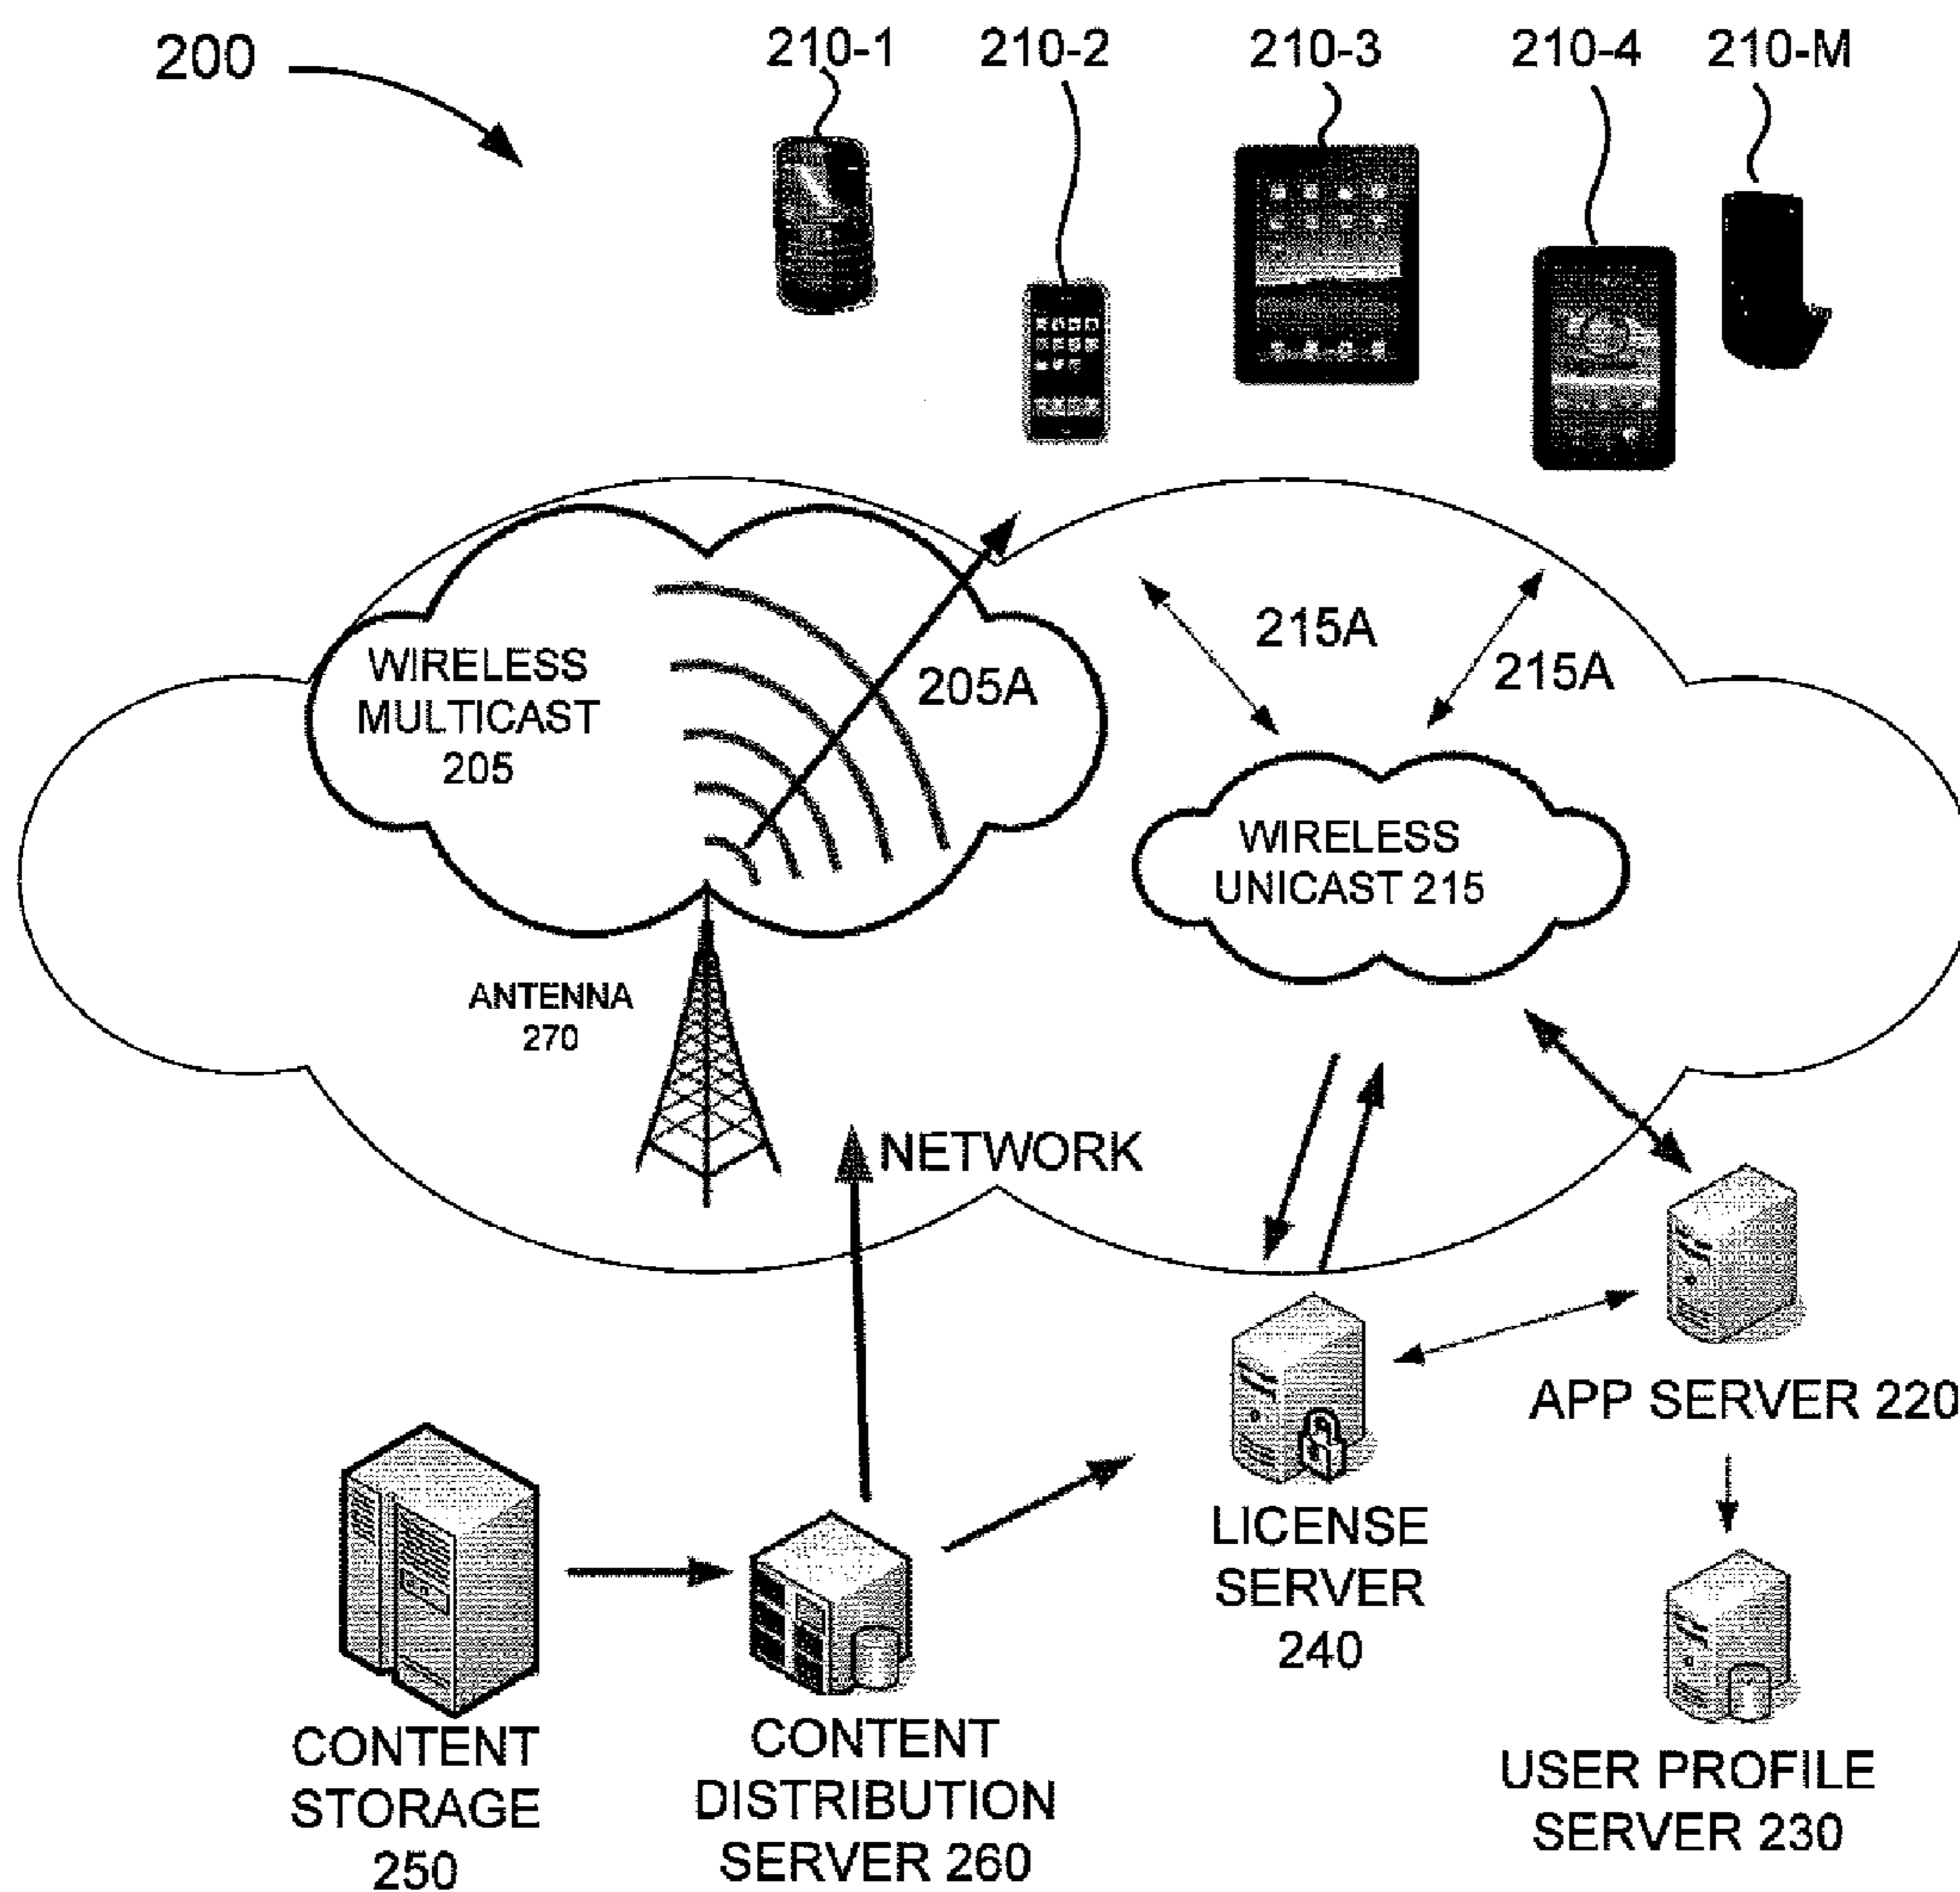 200
210-1
210-2
210-3
210-4
210-M
WIRELESS
MULTICAST
205
205A
215A
215A
WIRELESS
UNICAST 215
ANTENNA
270
NETWORK
APP SERVER 220
LICENSE
SERVER
240
CONTENT
STORAGE
250
CONTENT
DISTRIBUTION
SERVER 260
USER PROFILE
SERVER 230